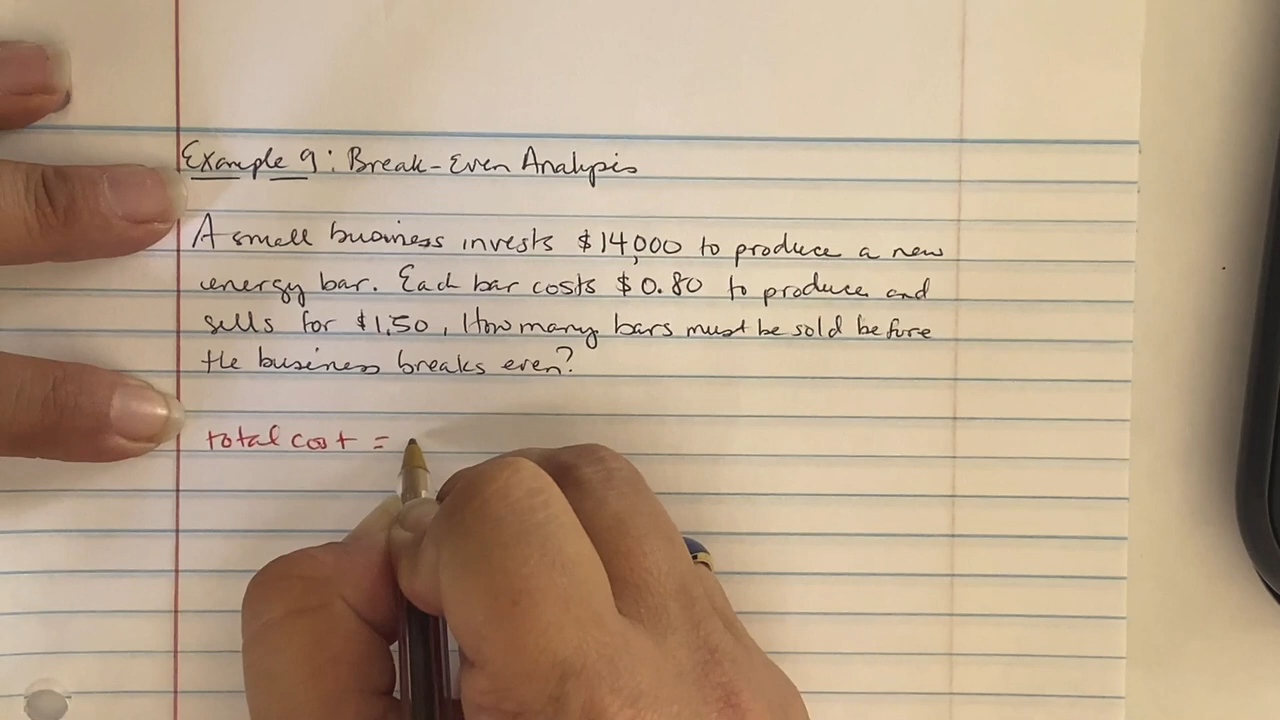 Example 9: Break-Even Analysis
A small business invests $14,000 to produce a new
energy bar. Each bar costs $0.80 to produce and
sells for $1.50. How many bars must be sold before
the business breaks even?
total cost =